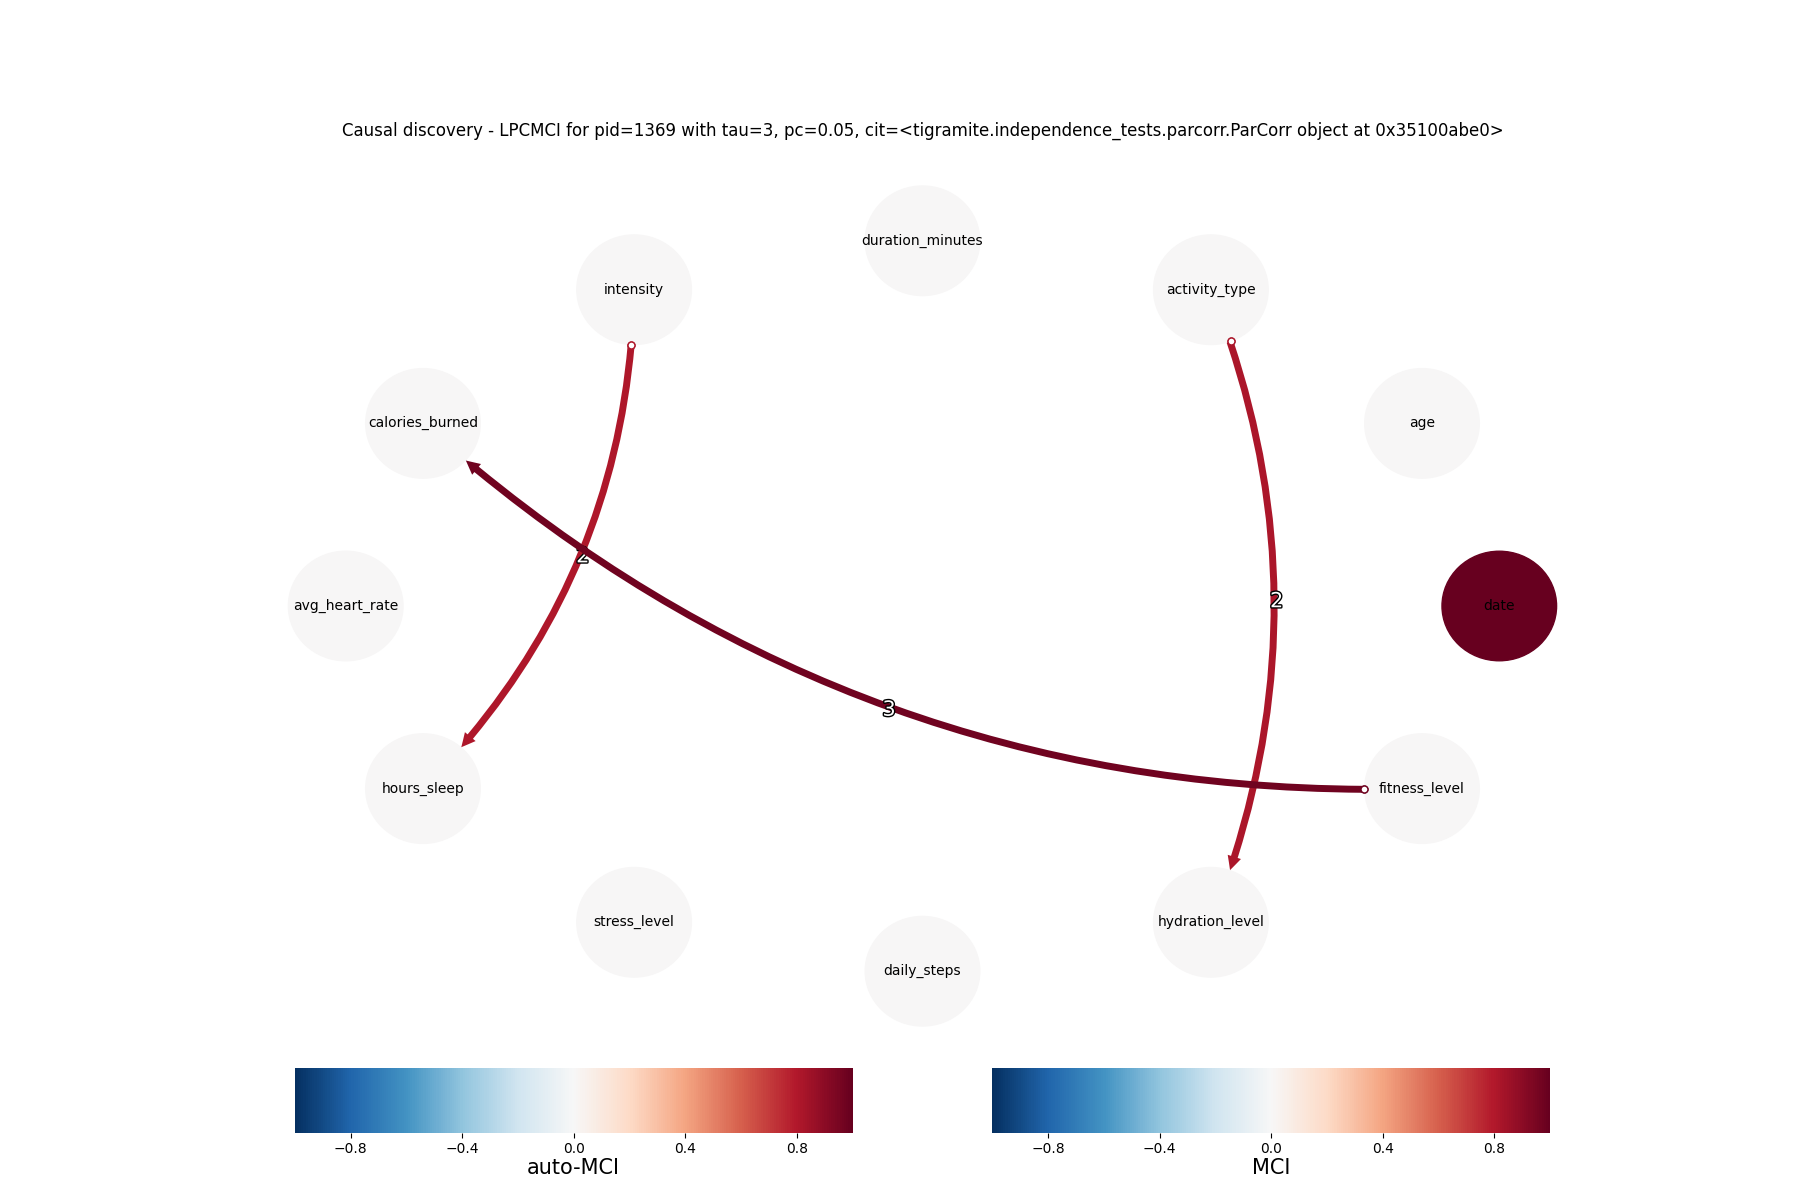 Causal discovery - LPCMCI for pid=1369 with tau=3, pc=0.05, cit=<tigramite.independence_tests.parcorr.ParCorr object at 0x35100abe0>
duration_minutes
intensity
activity_type
calories_burned
age
2
avg_heart_rate
2
date
3
hours_sleep
fitness_level
stress_level
hydration_level
daily_steps
−0.8 −0.4 0.0 0.4 0.8
auto-MCI
−0.8 −0.4 0.0 0.4 0.8
MCI